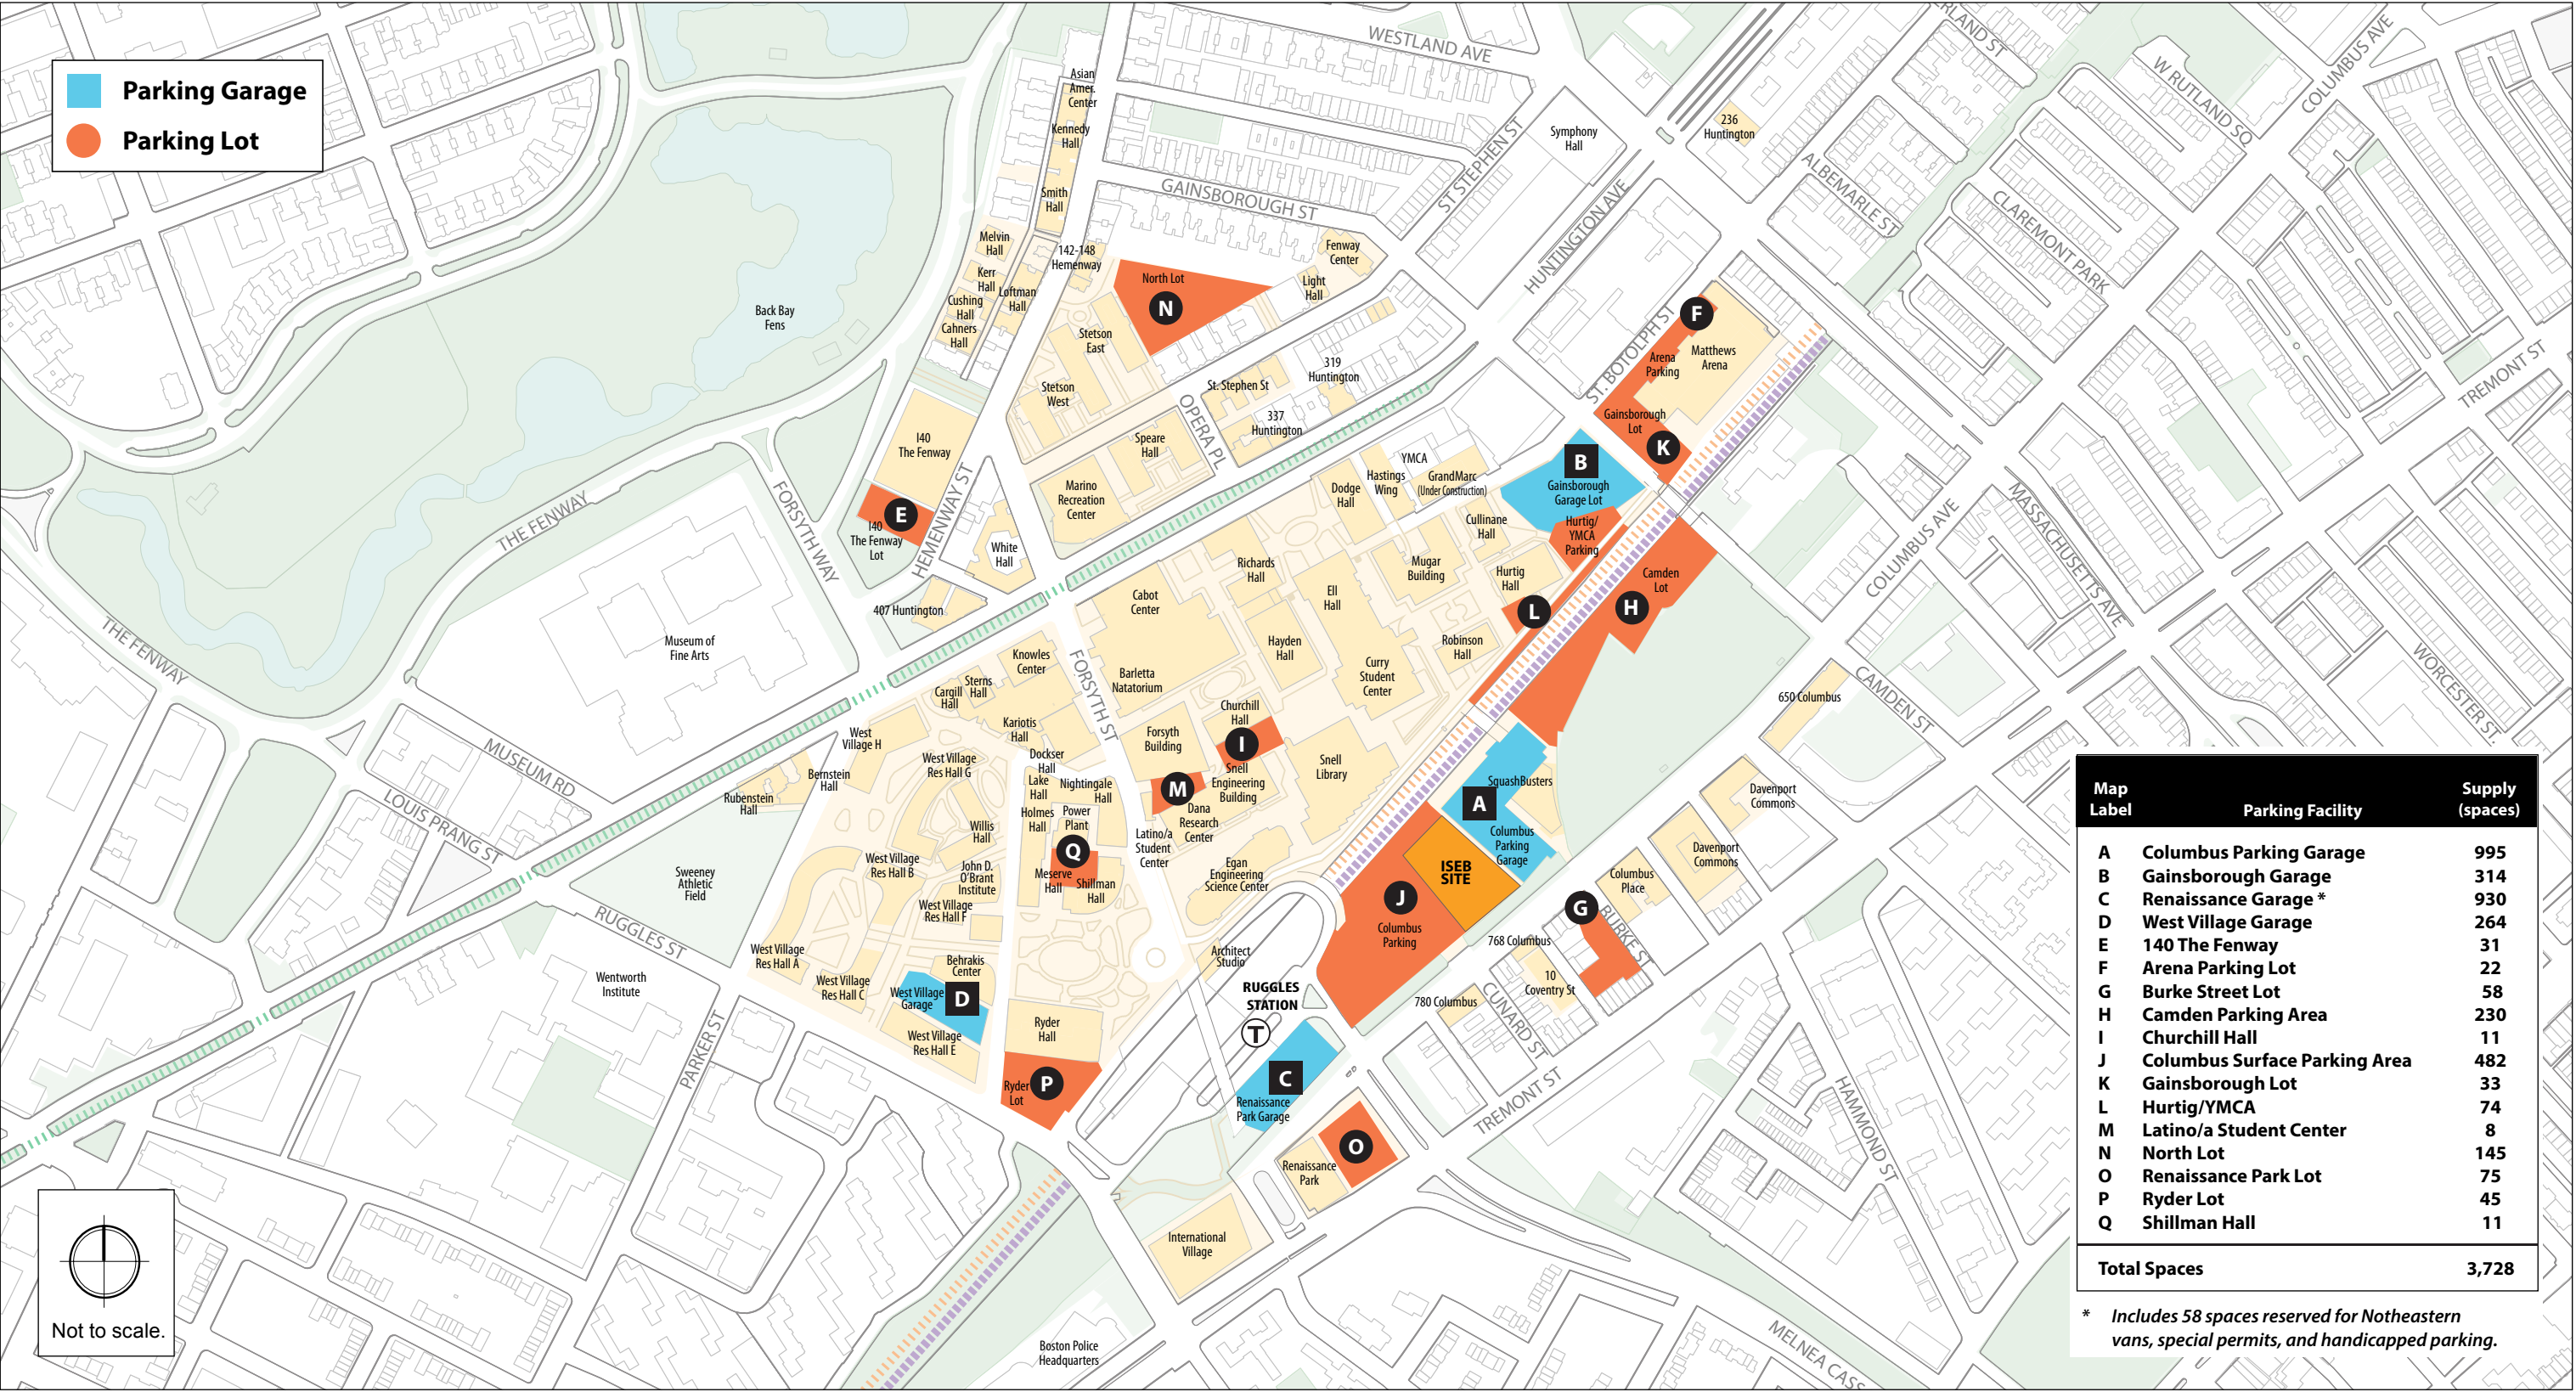 Parking Garage
Parking Lot
WESTLAND AVE
W RUTLAND SQ
COLUMBUS AVE
Asian
Amer.
Center
Kennedy
Hall
Smith
Hall
Symphony
Hall
236
Huntington
ST STEPHEN ST
ALBEMARLE ST
CLAREMONT PARK
GAINSBOROUGH ST
HUNTINGTON AVE
Melvin
Hall
142-148
Hemenway
Fenway
Center
Kerr
Hall
Loftman
Hall
Cushing
Hall
Cahners
Hall
North Lot
N
Light
Hall
Back Bay
Fens
Stetson
East
Stetson
West
ST. BOTOLPH ST
F
Arena
Parking
Matthews
Arena
319
Huntington
St. Stephen St
337
Huntington
OPERA PL
Gainsborough
Lot
K
TREMONT ST
I40
The Fenway
Speare
Hall
Marino
Recreation
Center
YMCA
Hastings
Wing
GrandMarc
(Under Construction)
Dodge
Hall
B
Gainsborough
Garage Lot
THE FENWAY
FORSYTH WAY
HEMENWAY ST
E
I40
The Fenway
Lot
White
Hall
Cullinane
Hall
Hurtig/
YMCA
Parking
MASSACHUSETTS AVE
COLUMBUS AVE
Richards
Hall
Mugar
Building
Hurtig
Hall
Camden
Lot
H
L
Ell
Hall
Cabot
Center
407 Huntington
THE FENWAY
Museum of
Fine Arts
Knowles
Center
Hayden
Hall
Robinson
Hall
FORSYTH ST
Barletta
Natatorium
Curry
Student
Center
Sterns
Hall
Cargill
Hall
650 Columbus
CAMDEN ST
WORCESTER ST.
Kariotis
Hall
Churchill
Hall
I
Forsyth
Building
West
Village H
MUSEUM RD
Dockser
Hall
West Village
Res Hall G
Lake
Hall
Nightingale
Hall
Snell
Engineering
Building
Snell
Library
Bernstein
Hall
Rubenstein
Hall
M
SquashBusters
A
Davenport
Commons
LOUIS PRANG ST
Holmes
Hall
Power
Plant
Dana
Research
Center
Willis
Hall
Latino/a
Student
Center
Columbus
Parking
Garage
Davenport
Commons
Q
Sweeney
Athletic
Field
West Village
Res Hall B
John D.
O'Brant
Institute
Meserve
Hall
Shillman
Hall
Egan
Engineering
Science Center
ISEB
SITE
Columbus
Place
J
Columbus
Parking
G
BURKE ST
RUGGLES ST
West Village
Res Hall F
768 Columbus
West Village
Res Hall A
Wentworth
Institute
West Village
Res Hall C
Behrakis
Center
West Village
Garage
D
Architect
Studio
10
Coventry St
780 Columbus
CUNARD ST
RUGGLES
STATION
T
West Village
Res Hall E
Ryder
Hall
PARKER ST
Ryder
Lot
P
C
Renaissance
Park Garage
TREMONT ST
HAMMOND ST
O
Renaissance
Park
International
Village
Boston Police
Headquarters
Not to scale.
Map
Label
Parking Facility
Supply
(spaces)
A Columbus Parking Garage 995
B Gainsborough Garage 314
C Renaissance Garage * 930
D West Village Garage 264
E 140 The Fenway 31
F Arena Parking Lot 22
G Burke Street Lot 58
H Camden Parking Area 230
I Churchill Hall 11
J Columbus Surface Parking Area 482
K Gainsborough Lot 33
L Hurtig/YMCA 74
M Latino/a Student Center 8
N North Lot 145
O Renaissance Park Lot 75
P Ryder Lot 45
Q Shillman Hall 11
Total Spaces 3,728
* Includes 58 spaces reserved for Notheastern
vans, special permits, and handicapped parking.
MELNEA CASS